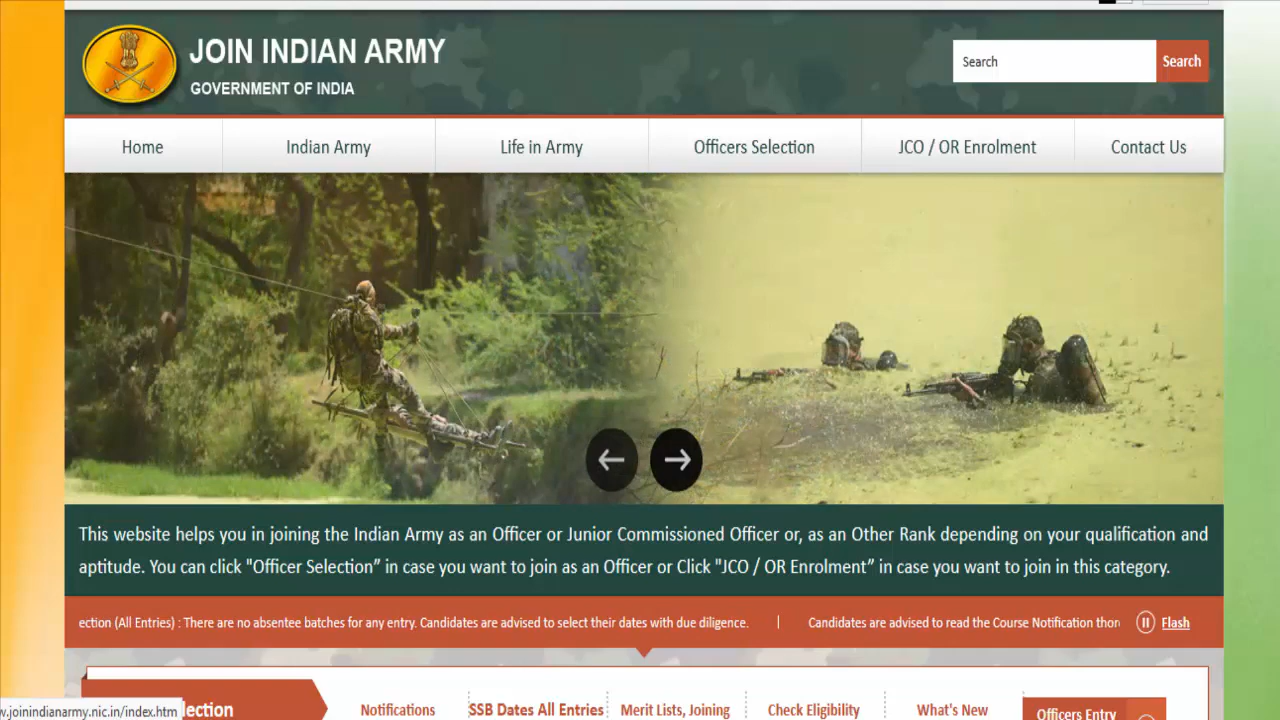 JOIN INDIAN ARMY
GOVERNMENT OF INDIA
Search Search
Home Indian Army Life in Army Officers Selection JCO / OR Enrolment Contact Us
This website helps you in joining the Indian Army as an Officer or Junior Commissioned Officer or, as an Other Rank depending on your qualification and
aptitude. You can click "Officer Selection” in case you want to join as an Officer or Click "JCO / OR Enrolment” in case you want to join in this category.
ection (All Entries) : There are no absentee batches for any entry. Candidates are advised to select their dates with due diligence. | Candidates are advised to read the Course Notification thor Flash
w.joinindianarmy.nic.in/index.htm lection Notifications SSB Dates All Entries Merit Lists, Joining Check Eligibility What's New Officers Entry